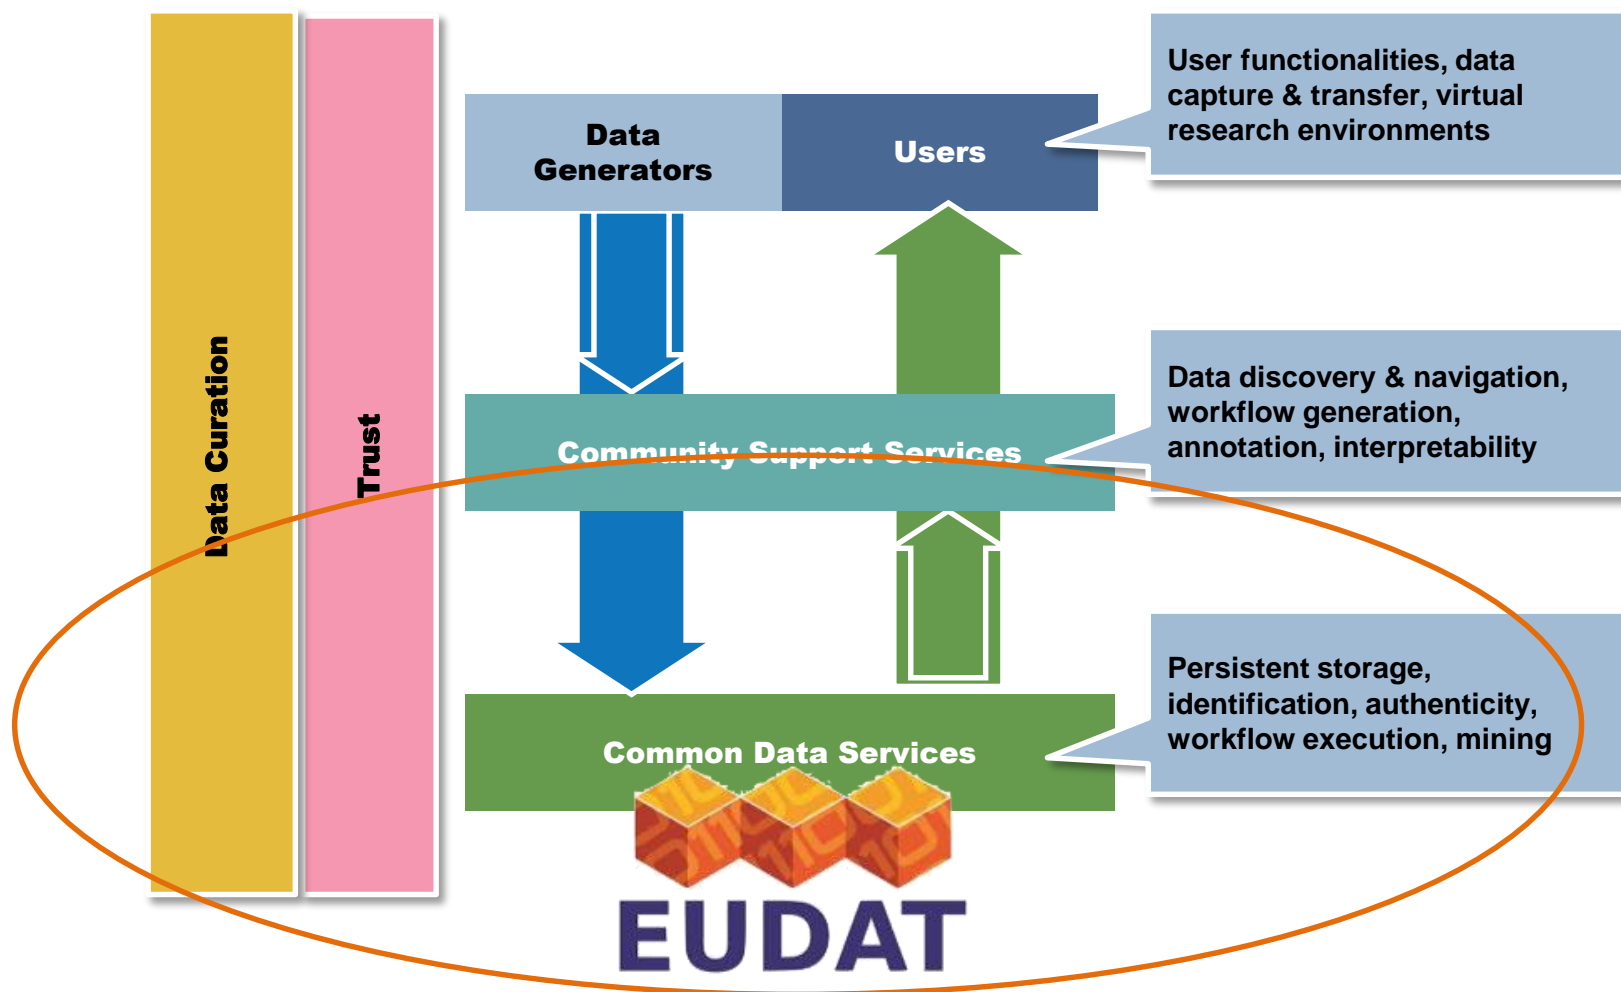 Data Curation
Trust
Data
Generators
Users
User functionalities, data
capture & transfer, virtual
research environments
Community Support Services
Data discovery & navigation,
workflow generation,
annotation, interpretability
Common Data Services
Persistent storage,
identification, authenticity,
workflow execution, mining
EUDAT